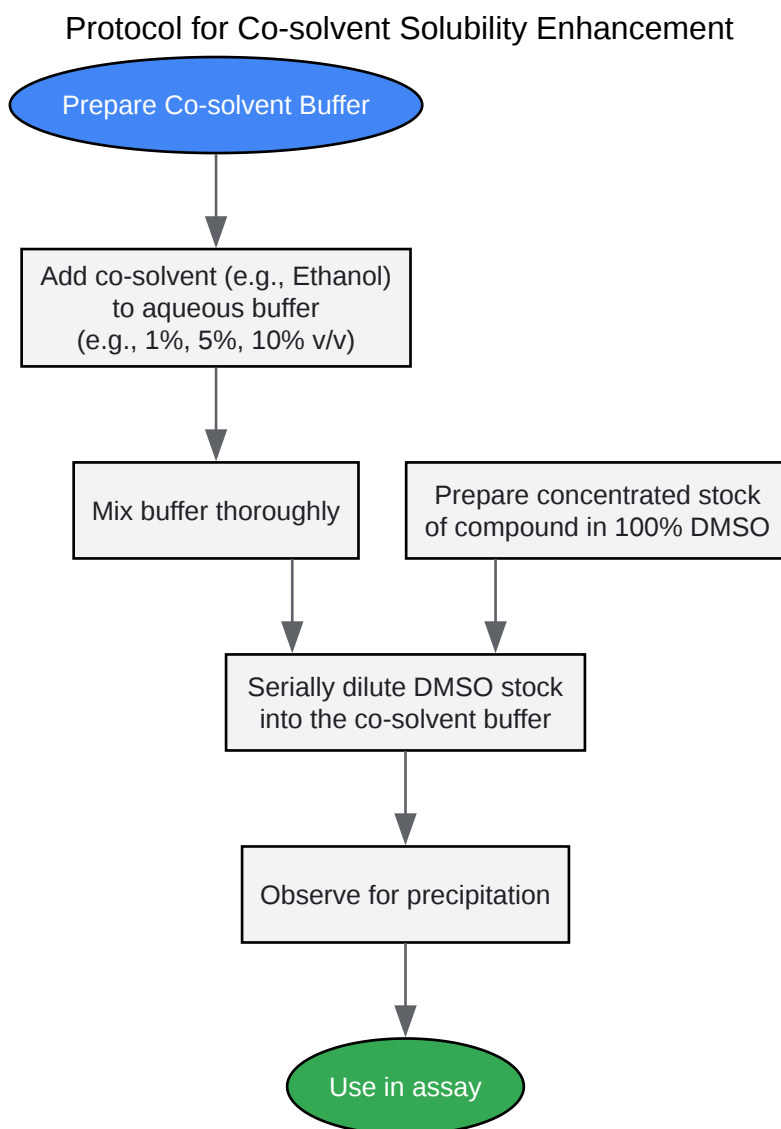 Protocol for Co-solvent Solubility Enhancement
Prepare Co-solvent Buffer
Add co-solvent (e.g., Ethanol)
to aqueous buffer
(e.g., 1%, 5%, 10% v/v)
Mix buffer thoroughly
Prepare concentrated stock
of compound in 100% DMSO
Serially dilute DMSO stock
into the co-solvent buffer
Observe for precipitation
Use in assay